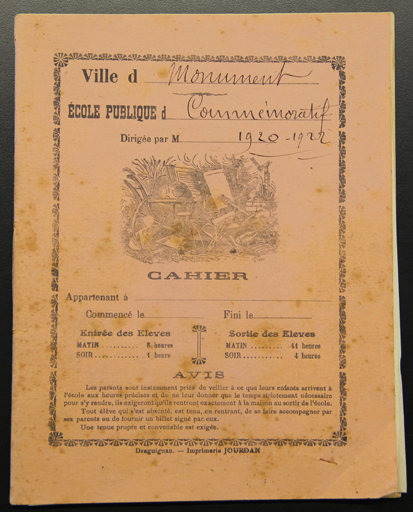 Ville d Monument
ÉCOLE PUBLIQUE d Commémoratif
Dirigée par M 1920-1922
CAHIER
Appartenant à
Commencé le Fini le
Entrée des Eleves Sortie des Eleves
MATIN ......... 8 heures MATIN ......... 11 heures
SOIR .......... 1 heure SOIR .......... 4 heures
AVIS
Les parents sont instamment priés de veiller à ce que leurs enfants arrivent à
l'école aux heures précises et de ne leur donner que le temps strictement nécessaire
pour s'y rendre, ils exigeront qu'ils rentrent exactement à la maison au sortir de l'école.
Tout élève qui s'est absenté, est tenu, en rentrant, de se faire accompagner par
ses parents ou de fournir un billet signé par eux.
Une tenue propre et convenable est exigée.
Draguignan. — Imprimerie JOURDAN